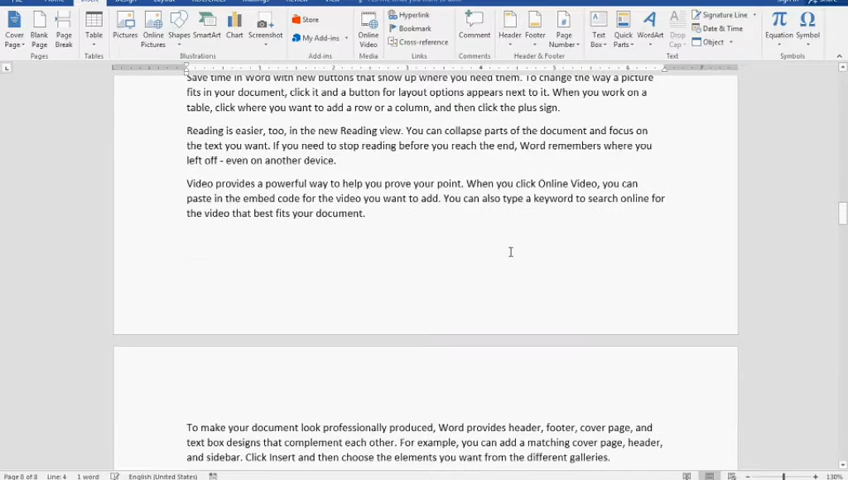 Insert
Store
My Add-ins
Hyperlink
Bookmark
Cross-reference
Signature Line
Date & Time
Object
Cover Page
Blank Page
Page Break
Table
Pictures
Online Pictures
Shapes
SmartArt
Chart
Screenshot
Online Video
Comment
Header
Footer
Page Number
Text Box
Quick Parts
WordArt
Drop Cap
Equation
Symbol
Pages
Tables
Illustrations
Add-ins
Media
Links
Comments
Header & Footer
Text
Symbols
Save time in Word with new buttons that show up where you need them. To change the way a picture
fits in your document, click it and a button for layout options appears next to it. When you work on a
table, click where you want to add a row or a column, and then click the plus sign.
Reading is easier, too, in the new Reading view. You can collapse parts of the document and focus on
the text you want. If you need to stop reading before you reach the end, Word remembers where you
left off - even on another device.
Video provides a powerful way to help you prove your point. When you click Online Video, you can
paste in the embed code for the video you want to add. You can also type a keyword to search online for
the video that best fits your document.
To make your document look professionally produced, Word provides header, footer, cover page, and
text box designs that complement each other. For example, you can add a matching cover page, header,
and sidebar. Click Insert and then choose the elements you want from the different galleries.
Page 8 of 8 Line: 4 1 word English (United States) 130%